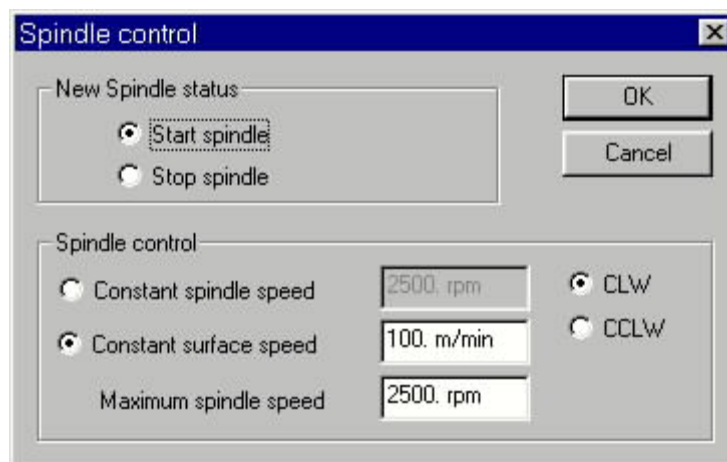 Spindle control
New Spindle status
Start spindle
Stop spindle
OK
Cancel
Spindle control
Constant spindle speed 2500. rpm
Constant surface speed 100. m/min
Maximum spindle speed 2500. rpm
CLW
CCLW